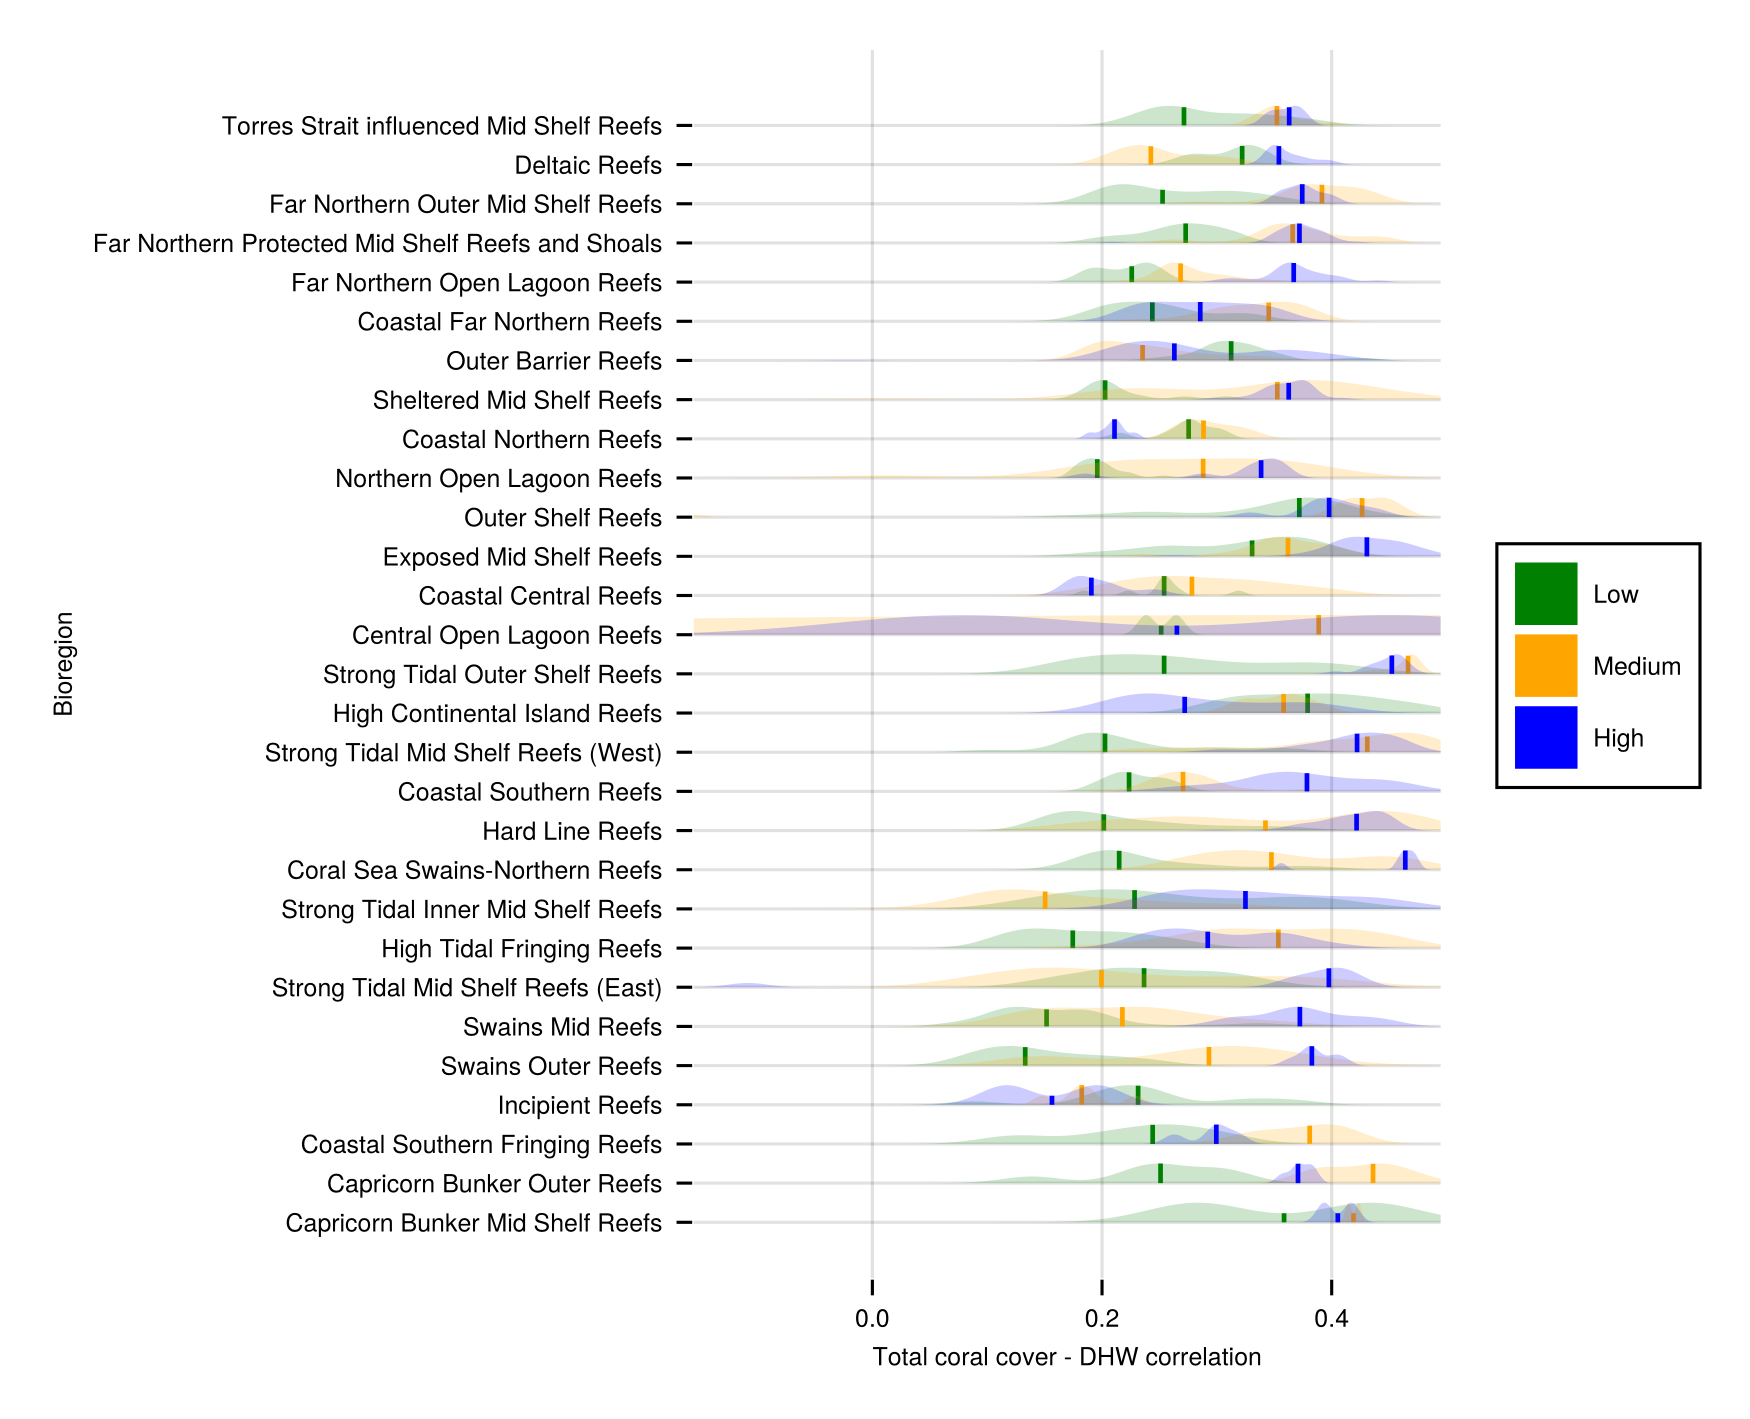 Torres Strait influenced Mid Shelf Reefs
Deltaic Reefs
Far Northern Outer Mid Shelf Reefs
Far Northern Protected Mid Shelf Reefs and Shoals
Far Northern Open Lagoon Reefs
Coastal Far Northern Reefs
Outer Barrier Reefs
Sheltered Mid Shelf Reefs
Coastal Northern Reefs
Northern Open Lagoon Reefs
Outer Shelf Reefs
Exposed Mid Shelf Reefs
Coastal Central Reefs
Central Open Lagoon Reefs
Strong Tidal Outer Shelf Reefs
High Continental Island Reefs
Strong Tidal Mid Shelf Reefs (West)
Coastal Southern Reefs
Hard Line Reefs
Coral Sea Swains-Northern Reefs
Strong Tidal Inner Mid Shelf Reefs
High Tidal Fringing Reefs
Strong Tidal Mid Shelf Reefs (East)
Swains Mid Reefs
Swains Outer Reefs
Incipient Reefs
Coastal Southern Fringing Reefs
Capricorn Bunker Outer Reefs
Capricorn Bunker Mid Shelf Reefs
Bioregion
0.0 0.2 0.4
Total coral cover - DHW correlation
Low
Medium
High